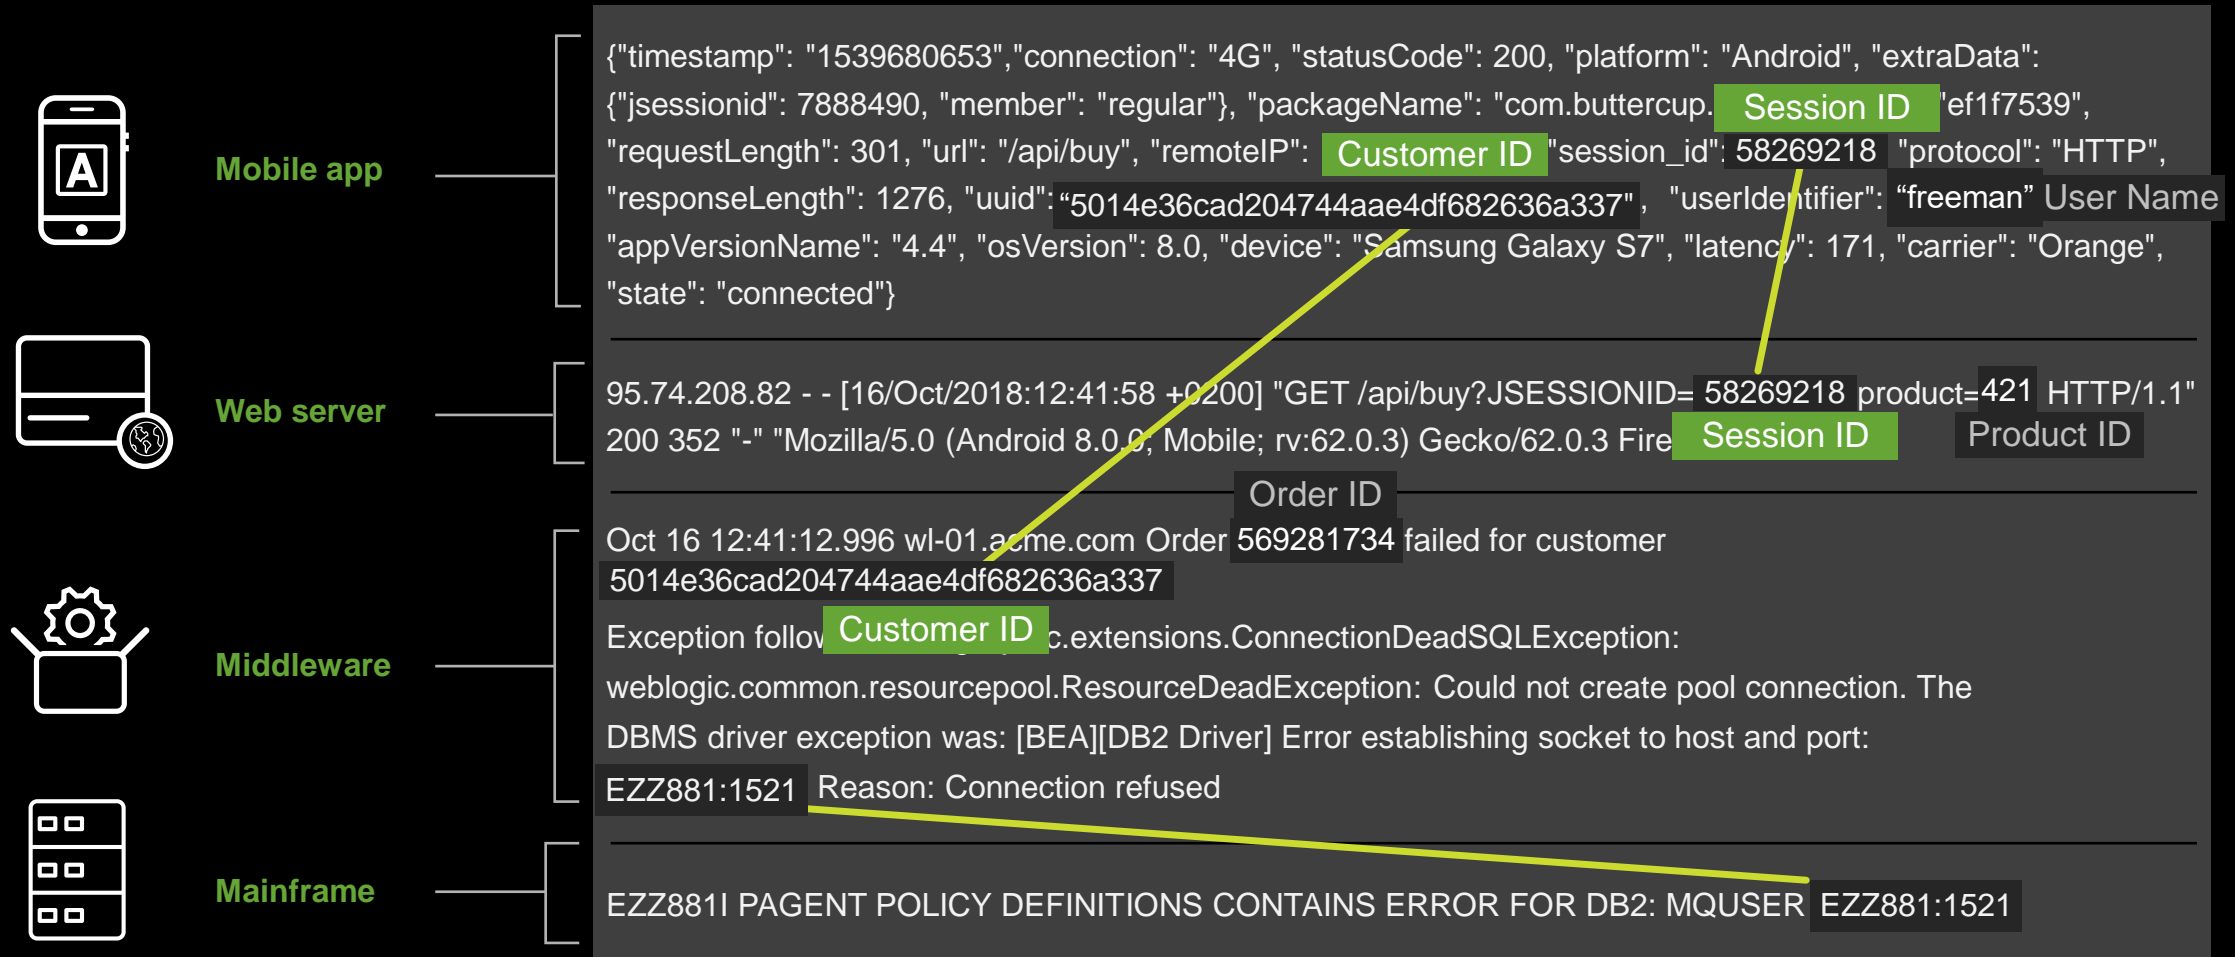 A
Mobile app
{"timestamp": "1539680653","connection": "4G", "statusCode": 200, "platform": "Android", "extraData":
{"jsessionid": 7888490, "member": "regular"}, "packageName": "com.buttercup. Session ID "ef1f7539",
"requestLength": 301, "url": "/api/buy", "remoteIP": Customer ID "session_id": 58269218 "protocol": "HTTP",
"responseLength": 1276, "uuid": “5014e36cad204744aae4df682636a337", "userIdentifier": “freeman” User Name
"appVersionName": "4.4", "osVersion": 8.0, "device": "Samsung Galaxy S7", "latency": 171, "carrier": "Orange",
"state": "connected"}
Web server
95.74.208.82 - - [16/Oct/2018:12:41:58 +0200] "GET /api/buy?JSESSIONID= 58269218 product=421 HTTP/1.1"
200 352 "-" "Mozilla/5.0 (Android 8.0.0; Mobile; rv:62.0.3) Gecko/62.0.3 Fire Session ID Product ID
Order ID
Middleware
Oct 16 12:41:12.996 wl-01.acme.com Order 569281734 failed for customer
5014e36cad204744aae4df682636a337
Customer ID
Exception follow c.extensions.ConnectionDeadSQLException:
weblogic.common.resourcepool.ResourceDeadException: Could not create pool connection. The
DBMS driver exception was: [BEA][DB2 Driver] Error establishing socket to host and port:
EZZ881:1521 Reason: Connection refused
Mainframe
EZZ881I PAGENT POLICY DEFINITIONS CONTAINS ERROR FOR DB2: MQUSER EZZ881:1521